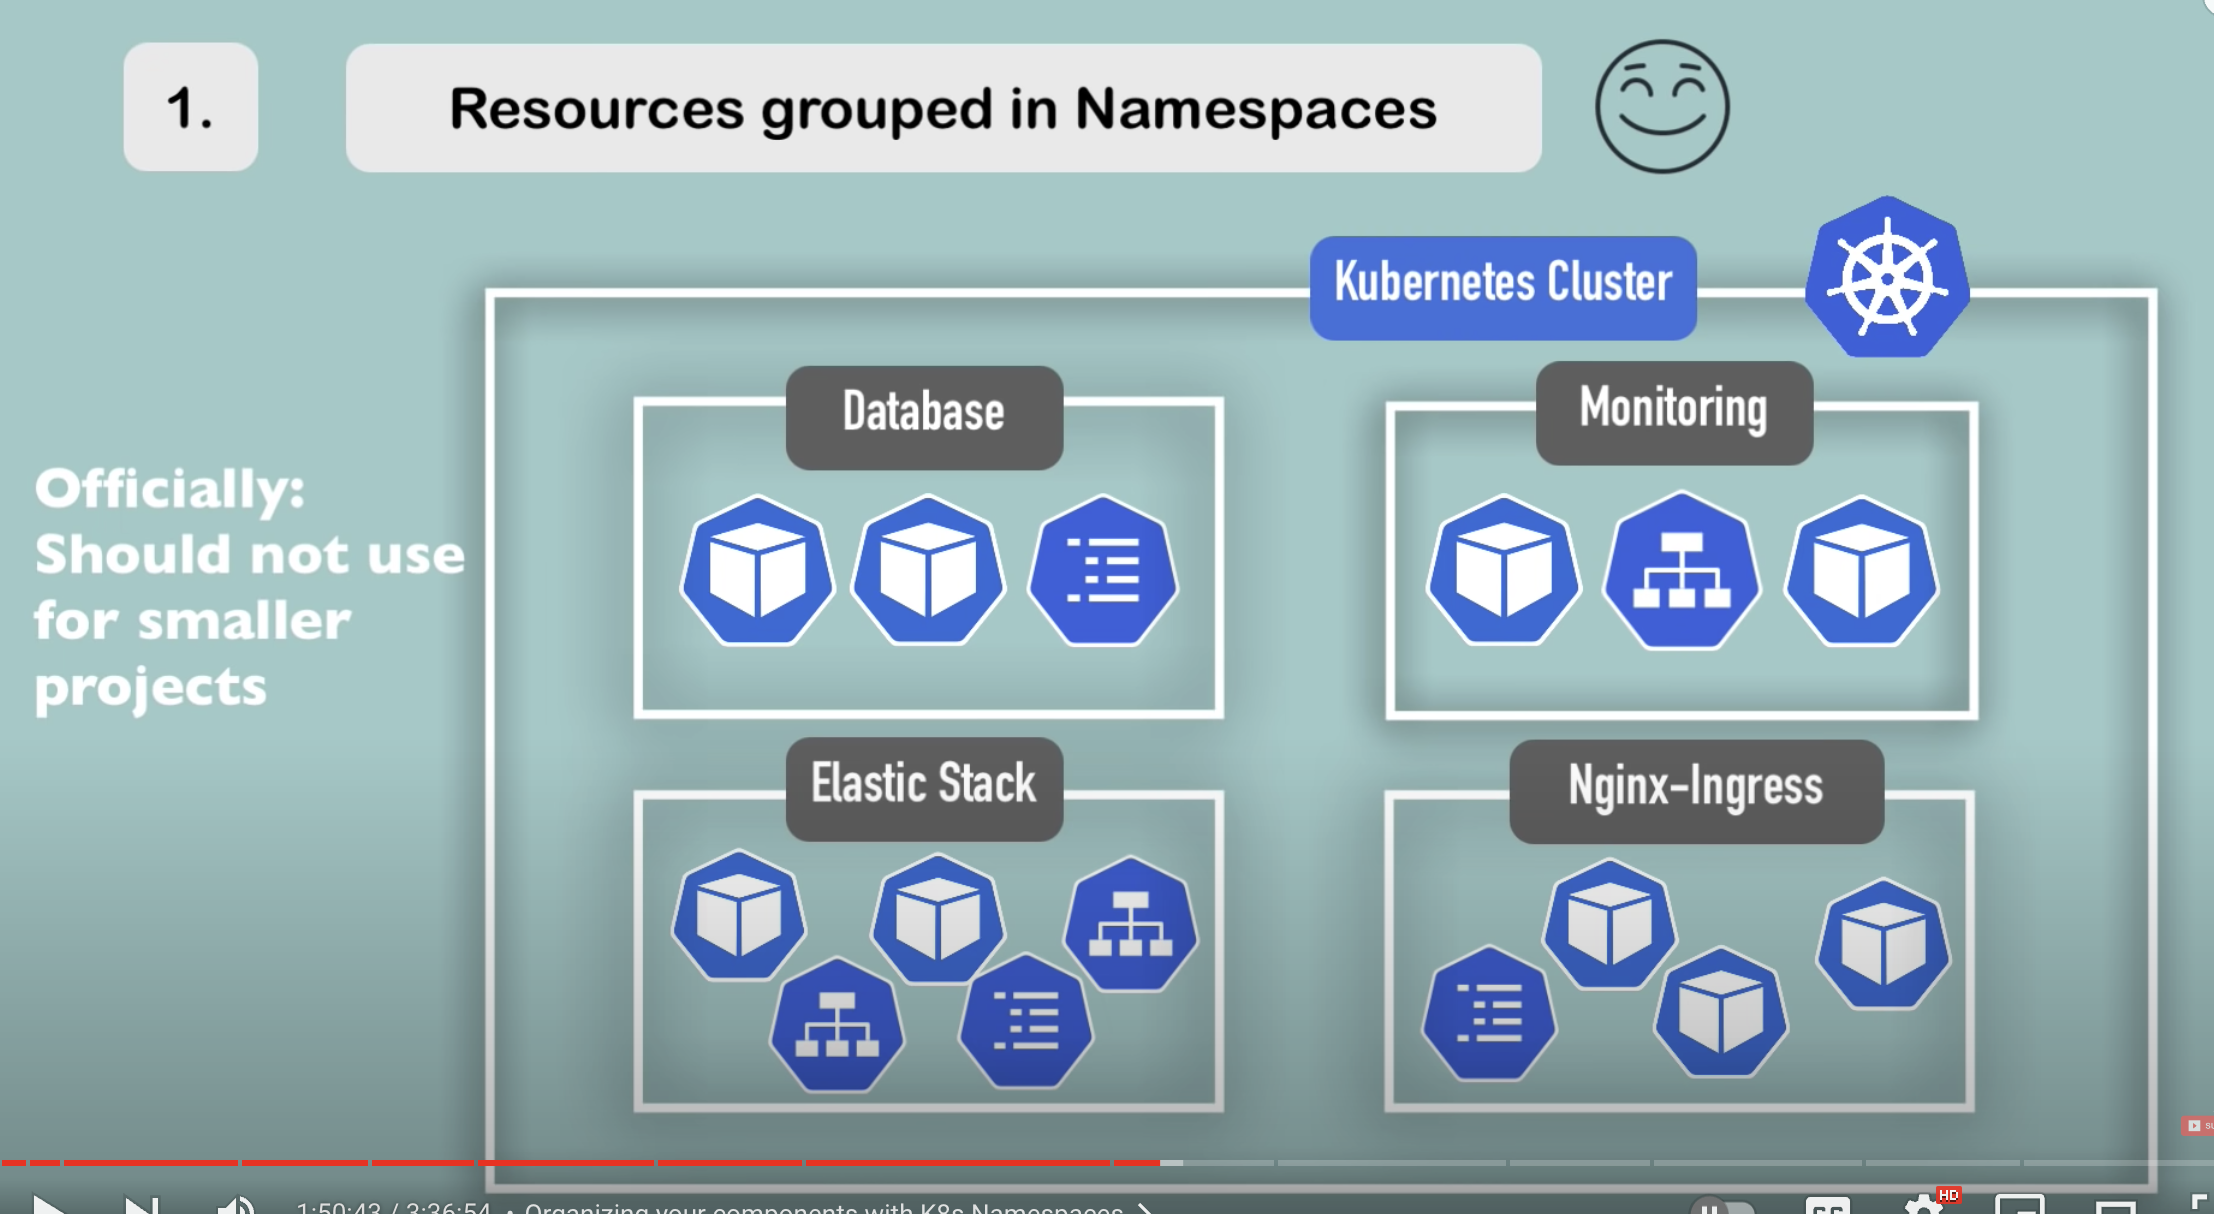 1.
Resources grouped in Namespaces
Kubernetes Cluster
Database
Monitoring
Officially:
Should not use
for smaller
projects
Elastic Stack
Nginx-Ingress
1:50:43 / 3:36:54 • Organizing your components with K8s Namespaces
HD
CC